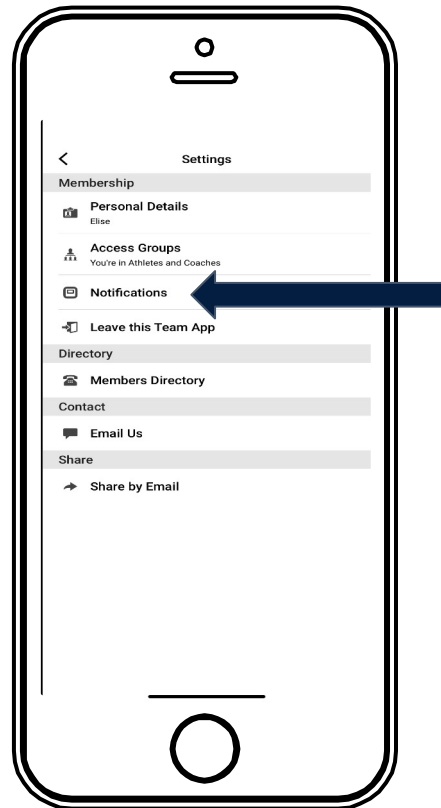 Settings
Membership
Personal Details
Elise
Access Groups
You're in Athletes and Coaches
Notifications
Leave this Team App
Directory
Members Directory
Contact
Email Us
Share
Share by Email